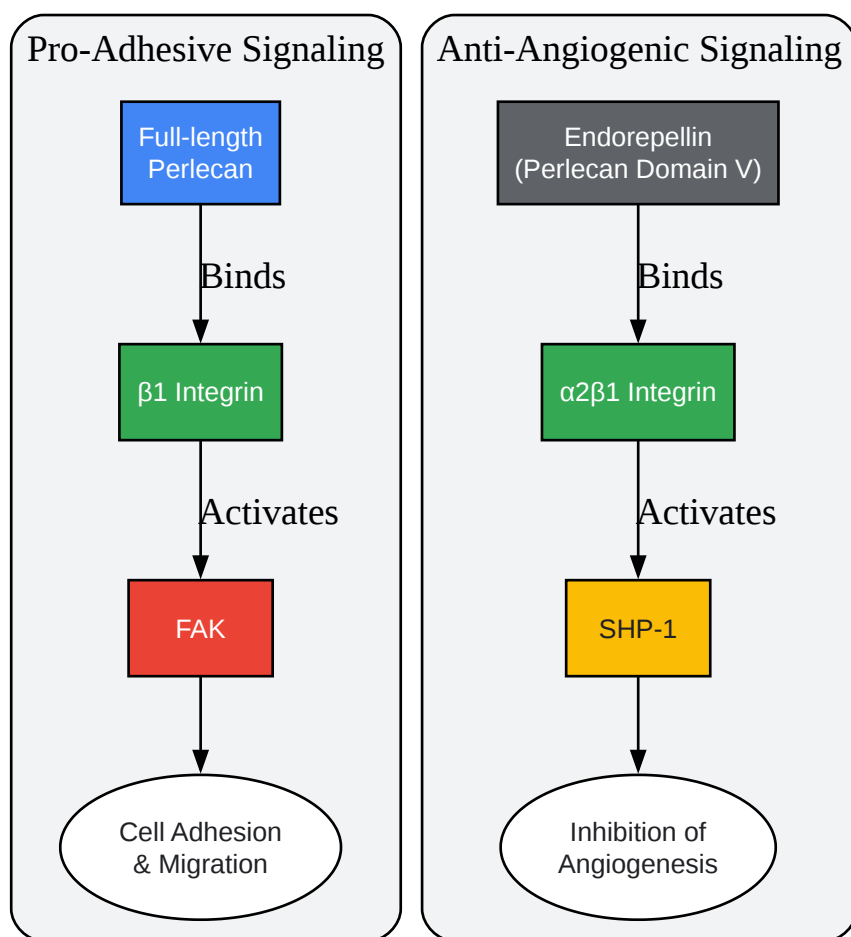 Pro-Adhesive Signaling
Full-length
Perlecan
Binds
β1 Integrin
Activates
FAK
Cell Adhesion
& Migration
Anti-Angiogenic Signaling
Endorepellin
(Perlecan Domain V)
Binds
α2β1 Integrin
Activates
SHP-1
Inhibition of
Angiogenesis